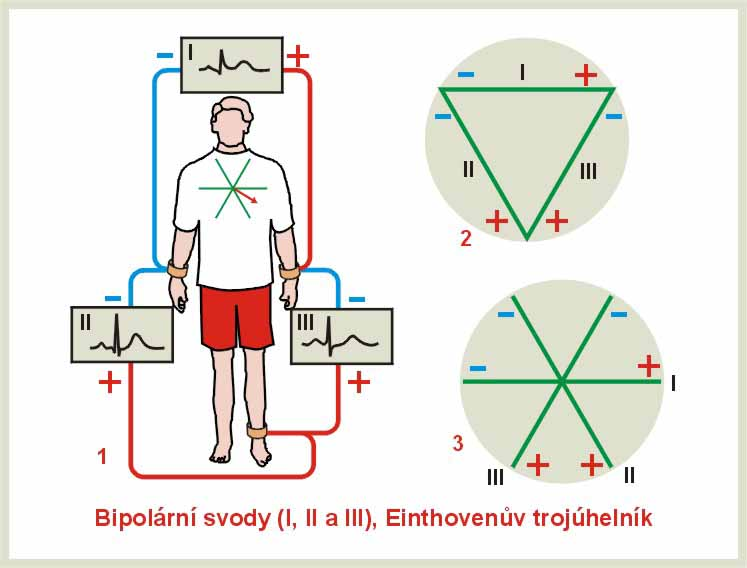 − I +
II −
+
III −
+
1
− I +
− −
II III
+ +
2
− −
− + I
+ +
III II
3
Bipolární svody (I, II a III), Einthovenův trojúhelník